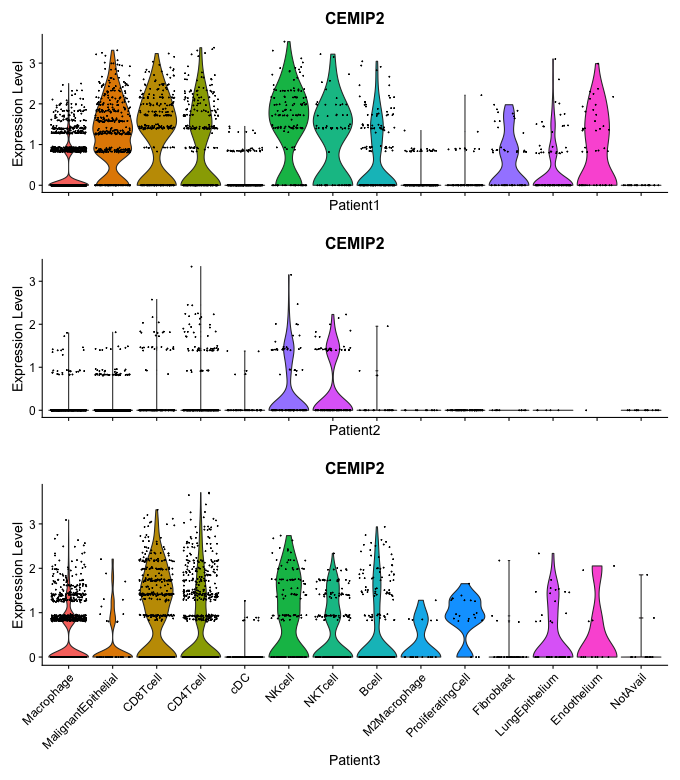 CEMIP2
Expression Level
3
2
1
0
Patient1
CEMIP2
Expression Level
3
2
1
0
Patient2
CEMIP2
Expression Level
3
2
1
0
Macrophage
MalignantEpithelial
CD8Tcell
CD4Tcell
cDC
NKcell
NKTcell
Bcell
M2Macrophage
ProliferatingCell
Fibroblast
LungEpithelium
Endothelium
NotAvail
Patient3